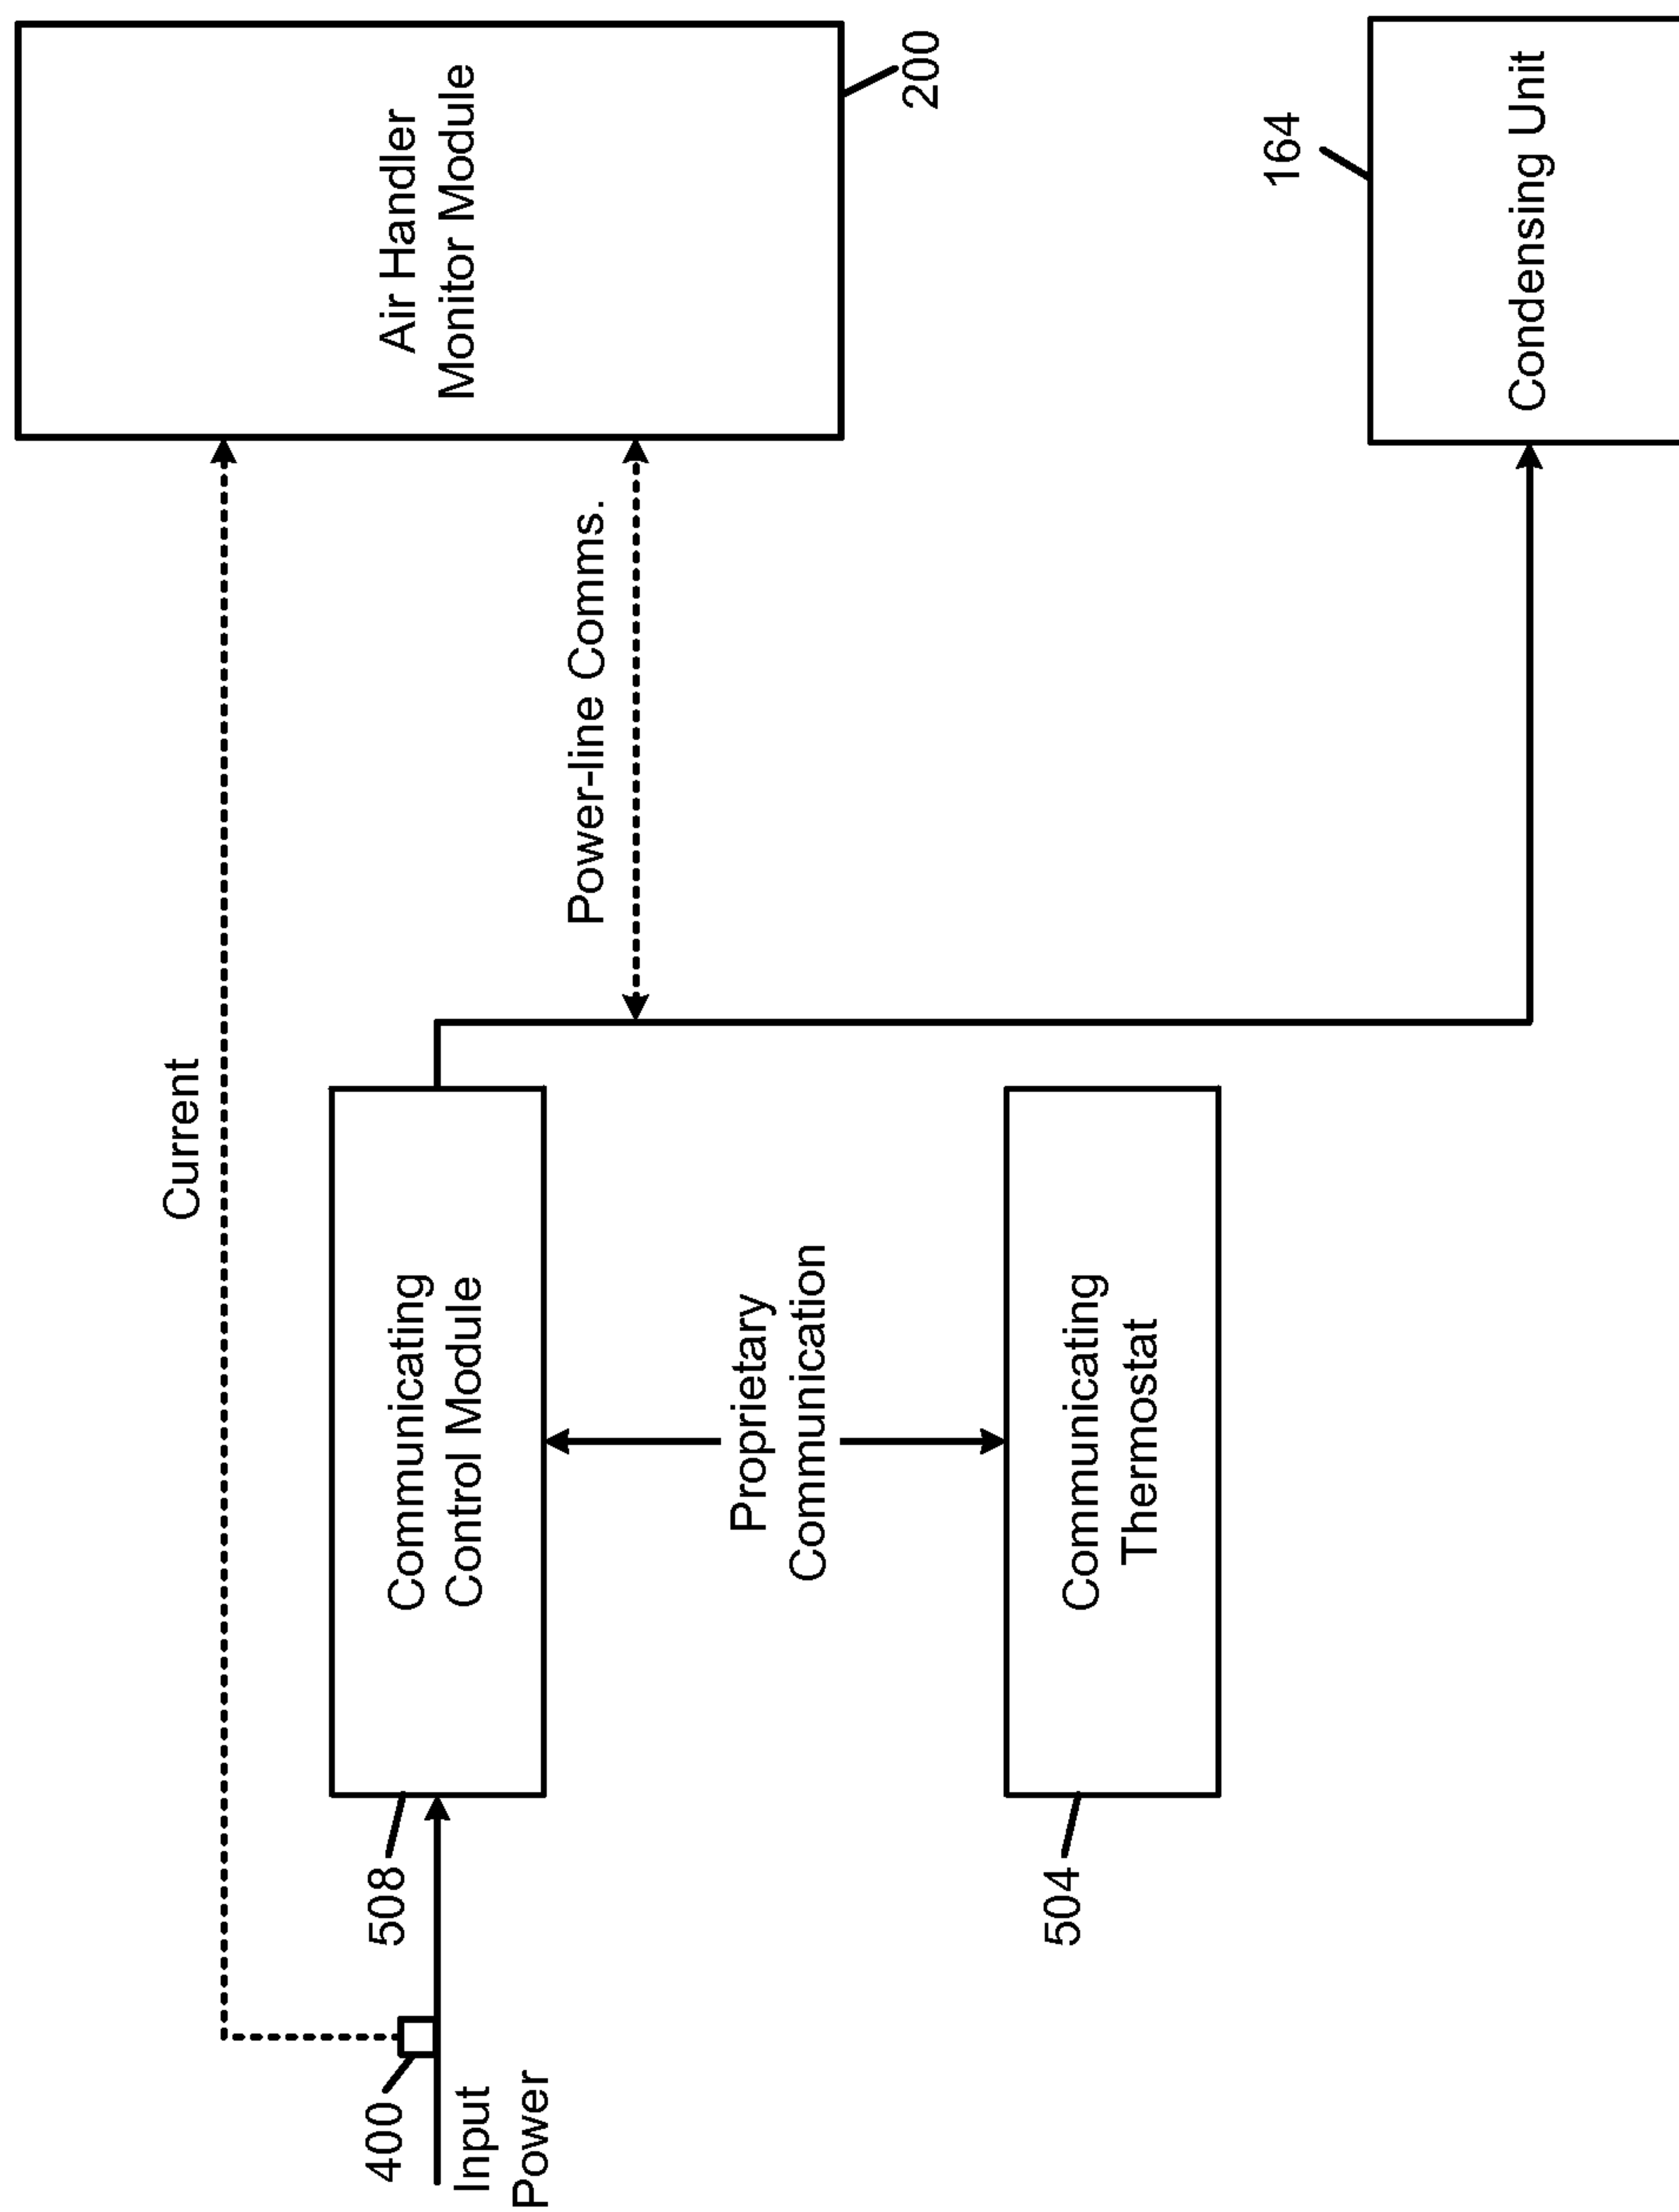 Current
Air Handler
Monitor Module
200
400
Input
Power
508
Communicating
Control Module
Power-line Comms.
Proprietary
Communication
504
Communicating
Thermostat
164
Condensing Unit